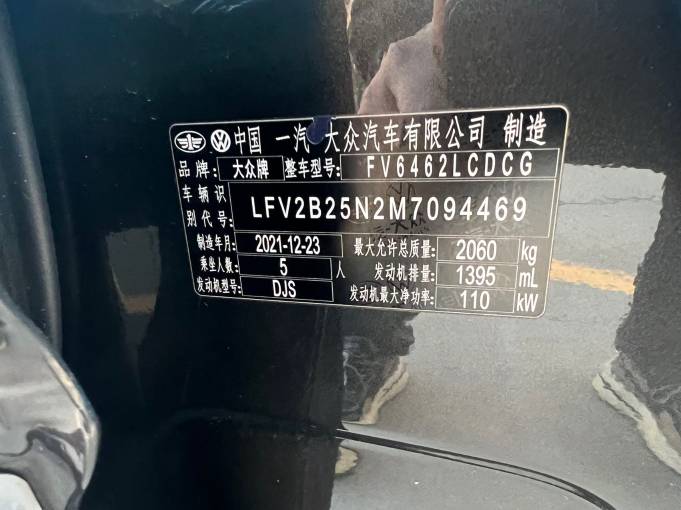 中国 一汽 大众汽车有限公司 制造
品牌: 大众牌 整车型号: FV6462LCDCG
车辆识别代号: LFV2B25N2M7094469
制造年月: 2021-12-23 最大允许总质量: 2060 kg
乘坐人数: 5 人 发动机排量: 1395 mL
发动机型号: DJS 发动机最大净功率: 110 kW